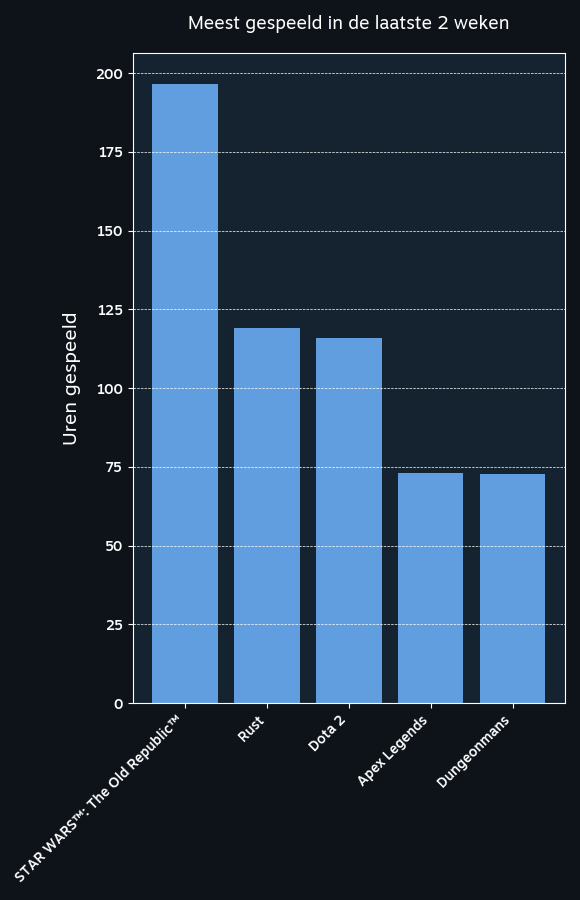 Meest gespeeld in de laatste 2 weken
Uren gespeeld
200
175
150
125
100
75
50
25
0
STAR WARS™: The Old Republic™
Rust
Dota 2
Apex Legends
Dungeonmans